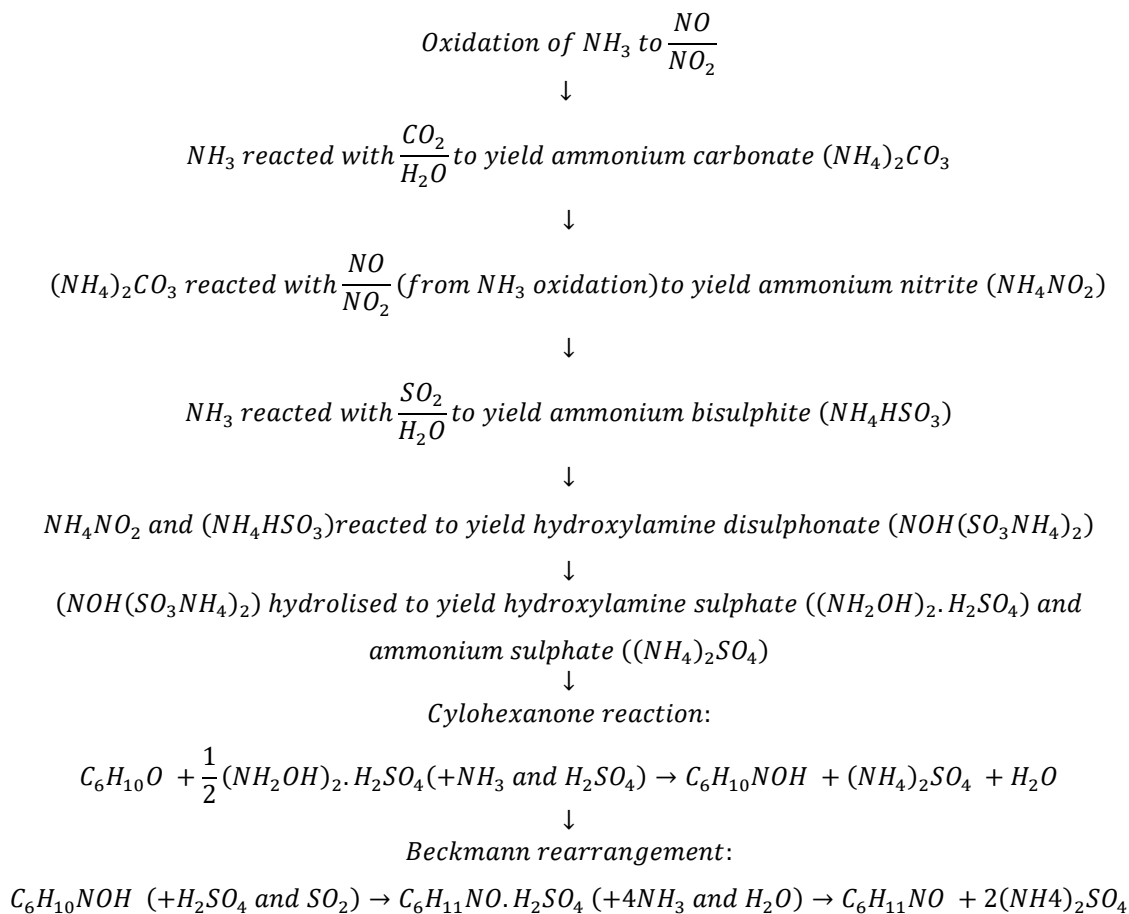 Oxidation of NH₃ to NO/NO₂
↓
NH₃ reacted with CO₂/H₂O to yield ammonium carbonate (NH₄)₂CO₃
↓
(NH₄)₂CO₃ reacted with NO/NO₂ (from NH₃ oxidation)to yield ammonium nitrite (NH₄NO₂)
↓
NH₃ reacted with SO₂/H₂O to yield ammonium bisulphite (NH₄HSO₃)
↓
NH₄NO₂ and (NH₄HSO₃)reacted to yield hydroxylamine disulphonate (NOH(SO₃NH₄)₂)
↓
(NOH(SO₃NH₄)₂) hydrolised to yield hydroxylamine sulphate ((NH₂OH)₂.H₂SO₄) and
ammonium sulphate ((NH₄)₂SO₄)
↓
Cylohexanone reaction:
C₆H₁₀O + 1/2 (NH₂OH)₂.H₂SO₄(+NH₃ and H₂SO₄) → C₆H₁₀NOH + (NH₄)₂SO₄ + H₂O
↓
Beckmann rearrangement:
C₆H₁₀NOH (+H₂SO₄ and SO₂) → C₆H₁₁NO.H₂SO₄ (+4NH₃ and H₂O) → C₆H₁₁NO + 2(NH4)₂SO₄